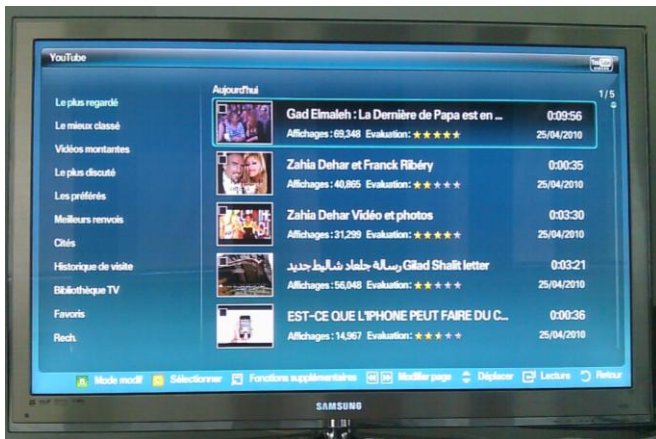 YouTube
Le plus regardé
Le mieux classé
Vidéos montantes
Le plus discuté
Les préférés
Meilleurs renvois
Cités
Historique de visite
Bibliothèque TV
Favoris
Rech.
Aujourd'hui
1/5
Gad Elmaleh : La Dernière de Papa est en ... 0:09:56
Affichages : 69,348 Evaluation : 25/04/2010
Zahia Dehar et Franck Ribéry 0:00:35
Affichages : 40,865 Evaluation : 25/04/2010
Zahia Dehar Vidéo et photos 0:03:30
Affichages : 31,299 Evaluation : 25/04/2010
رسالة جلعاد شاليط جديد Gilad Shalit letter 0:03:21
Affichages : 56,048 Evaluation : 25/04/2010
EST-CE QUE L'IPHONE PEUT FAIRE DU C... 0:00:36
Affichages : 14,967 Evaluation : 25/04/2010
Mode modif Sélectionner Fonctions supplémentaires Modifier page Déplacer Lecture Retour
SAMSUNG